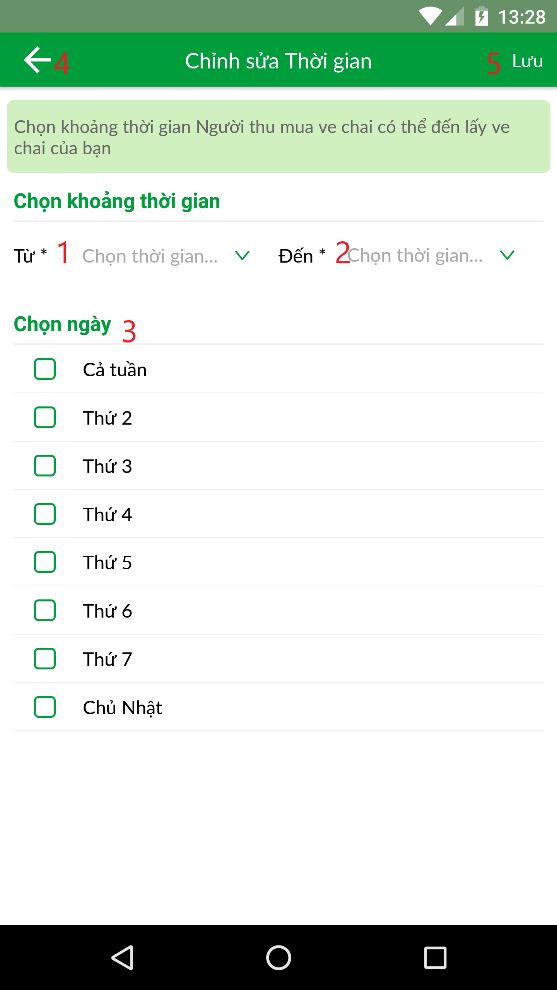 13:28
4 Chỉnh sửa Thời gian 5 Lưu
Chọn khoảng thời gian Người thu mua ve chai có thể đến lấy ve
chai của bạn
Chọn khoảng thời gian
Từ * 1 Chọn thời gian... Đến * 2 Chọn thời gian...
Chọn ngày 3
Cả tuần
Thứ 2
Thứ 3
Thứ 4
Thứ 5
Thứ 6
Thứ 7
Chủ Nhật